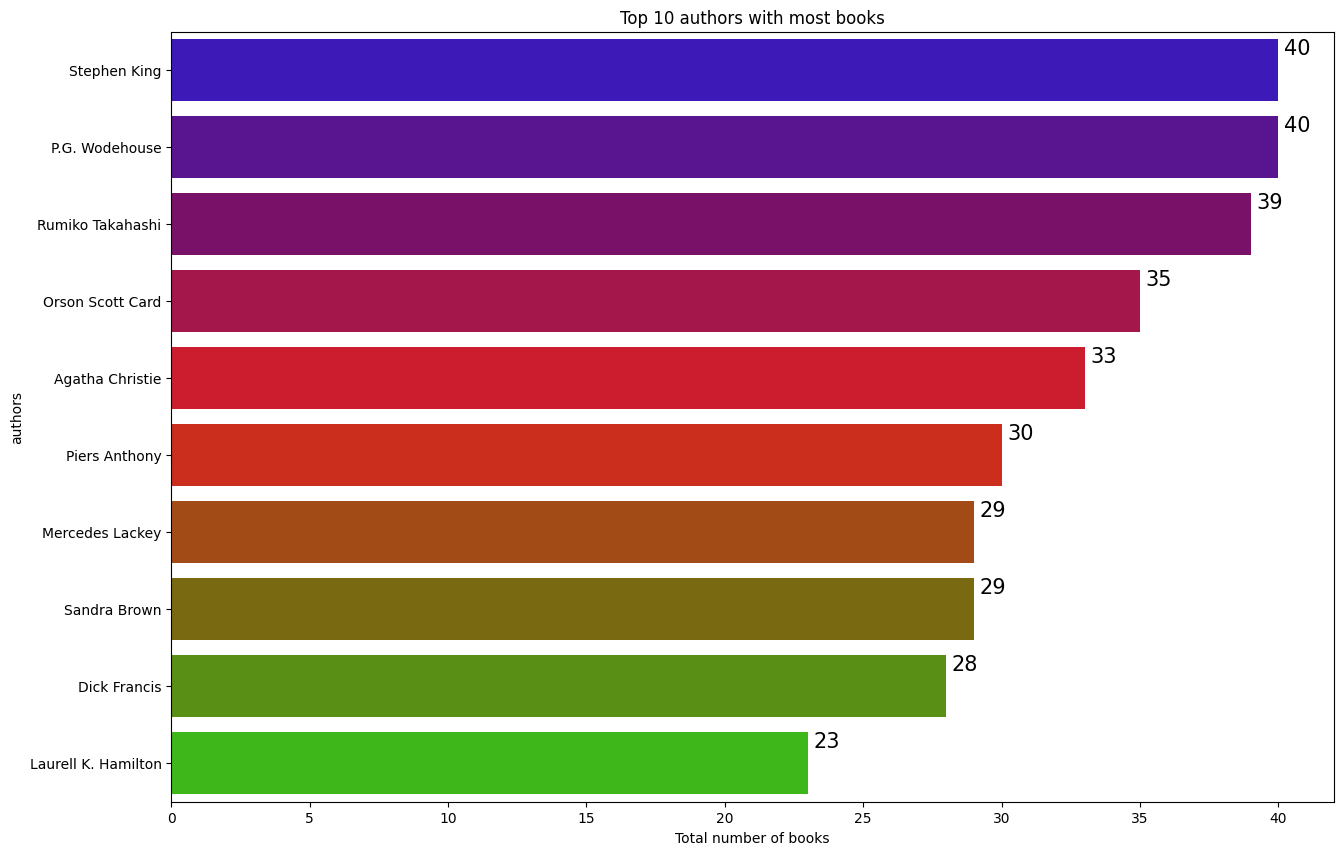 Top 10 authors with most books
Stephen King
40
P.G. Wodehouse
40
Rumiko Takahashi
39
Orson Scott Card
35
Agatha Christie
33
Piers Anthony
30
Mercedes Lackey
29
Sandra Brown
29
Dick Francis
28
Laurell K. Hamilton
23
authors
0 5 10 15 20 25 30 35 40
Total number of books